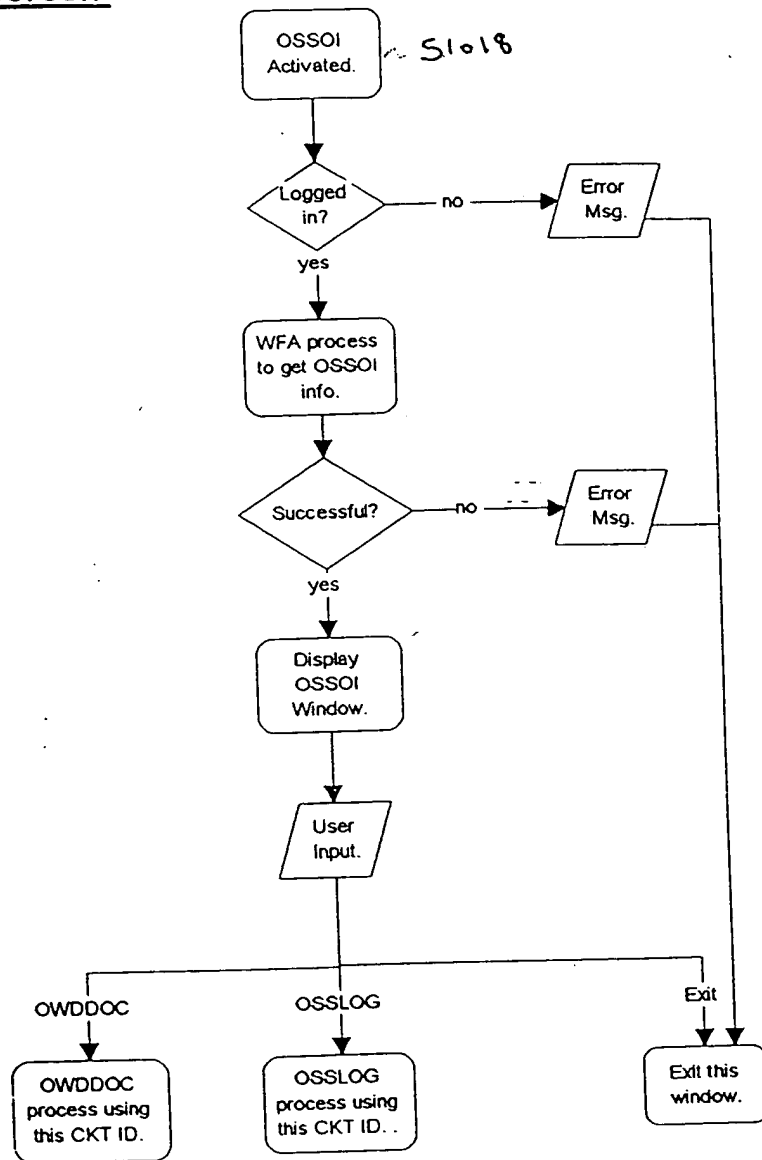 OSSOI
Activated.
51018
Logged
in?
no
Error
Msg.
yes
WFA process
to get OSSOI
info.
Successful?
no
Error
Msg.
yes
Display
OSSOI
Window.
User
Input.
OWDDOC
OSSLOG
Exit
OWDDOC
process using
this CKT ID.
OSSLOG
process using
this CKT ID. .
Exit this
window.